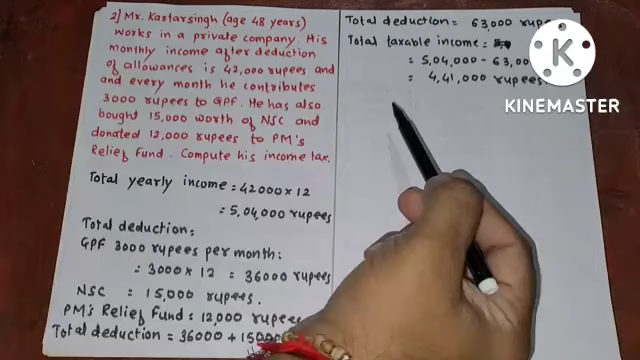 2] Mr. Kartarsingh (age 48 years)
works in a private company. His
monthly income after deduction
of allowances is 42,000 rupees and
and every month he contributes
3000 rupees to GPF. He has also
bought 15,000 worth of NSC and
donated 12,000 rupees to PM's
Relief Fund. Compute his income tax.
Total yearly income = 42000 × 12
= 5,04,000 rupees
Total deduction:
GPF 3000 rupees per month:
= 3000 × 12 = 36000 rupees
NSC = 15,000 rupees.
PM's Relief Fund = 12,000 rupees
Total deduction = 36000 + 15000
Total deduction = 63,000
Total taxable income =
= 5,04,000 - 63,000
= 4,41,000 rupees.
KINEMASTER